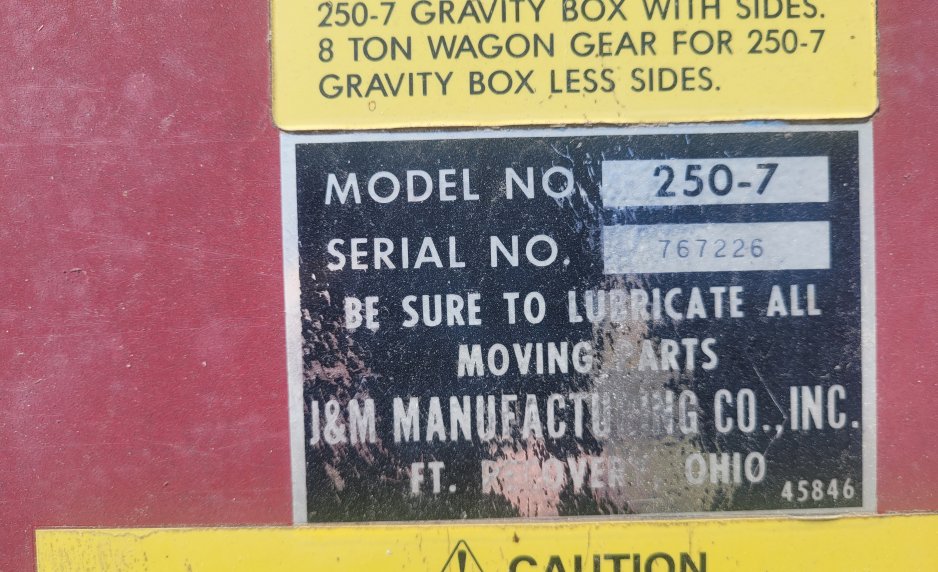 250-7 GRAVITY BOX WITH SIDES.
8 TON WAGON GEAR FOR 250-7
GRAVITY BOX LESS SIDES.
MODEL NO. 250-7
SERIAL NO. 767226
BE SURE TO LUBRICATE ALL
MOVING PARTS
J&M MANUFACTURING CO., INC.
FT. RECOVERY, OHIO
45846
CAUTION